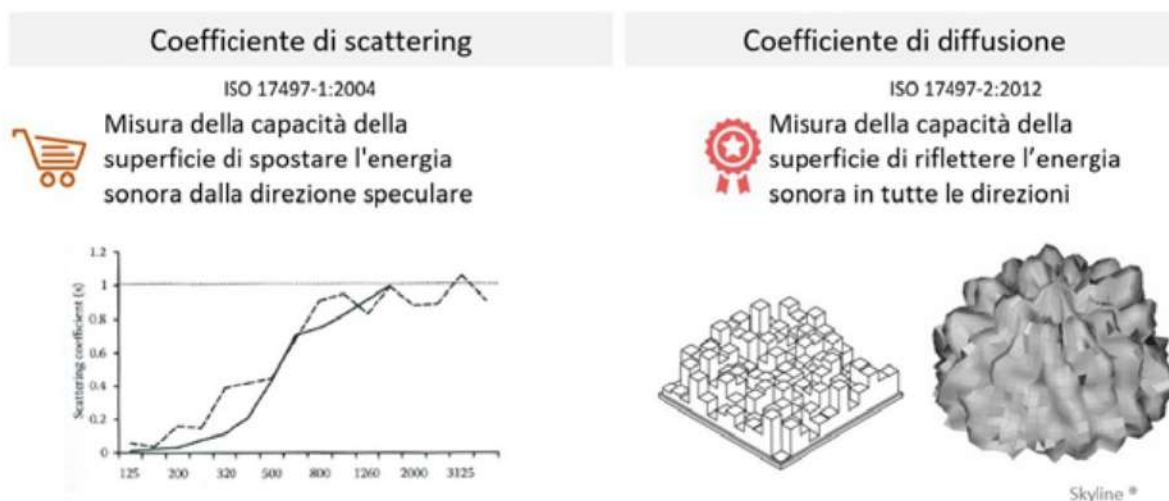 Coefficiente di scattering
ISO 17497-1:2004
Misura della capacità della
superficie di spostare l'energia
sonora dalla direzione speculare
Scattering coefficient (s)
1.2
1
0.8
0.6
0.4
0.2
0
125 200 320 500 800 1260 2000 3125
Coefficiente di diffusione
ISO 17497-2:2012
Misura della capacità della
superficie di riflettere l’energia
sonora in tutte le direzioni
Skyline ®